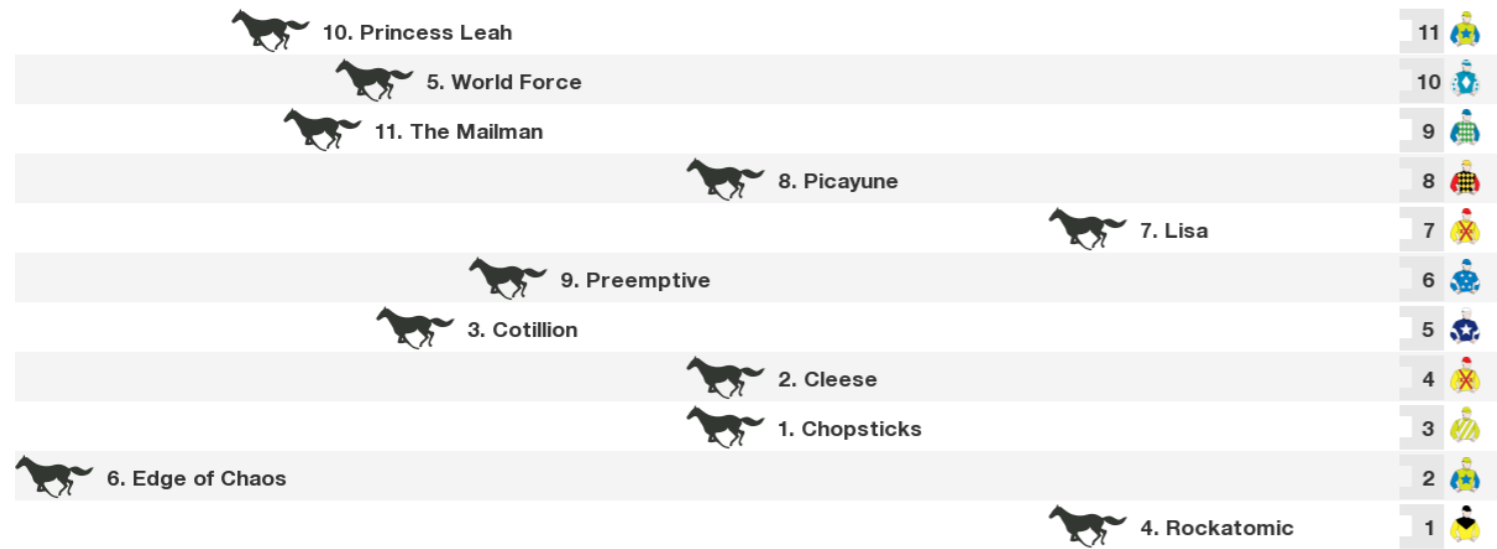 10. Princess Leah 11
5. World Force 10
11. The Mailman 9
8. Picayune 8
7. Lisa 7
9. Preemptive 6
3. Cotillion 5
2. Cleese 4
1. Chopsticks 3
6. Edge of Chaos 2
4. Rockatomic 1